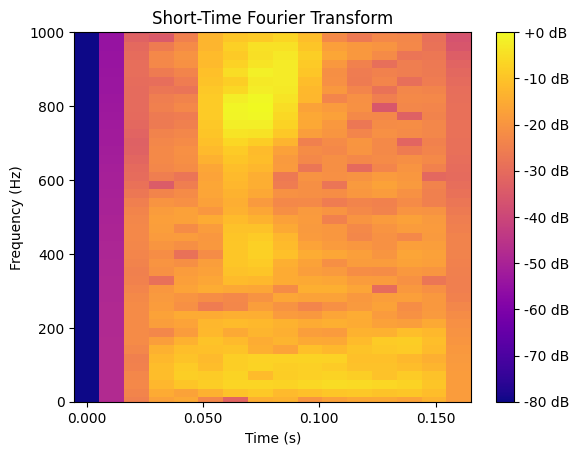 Short-Time Fourier Transform
1000
800
600
400
200
0
Frequency (Hz)
0.000
0.050
0.100
0.150
Time (s)
+0 dB
-10 dB
-20 dB
-30 dB
-40 dB
-50 dB
-60 dB
-70 dB
-80 dB